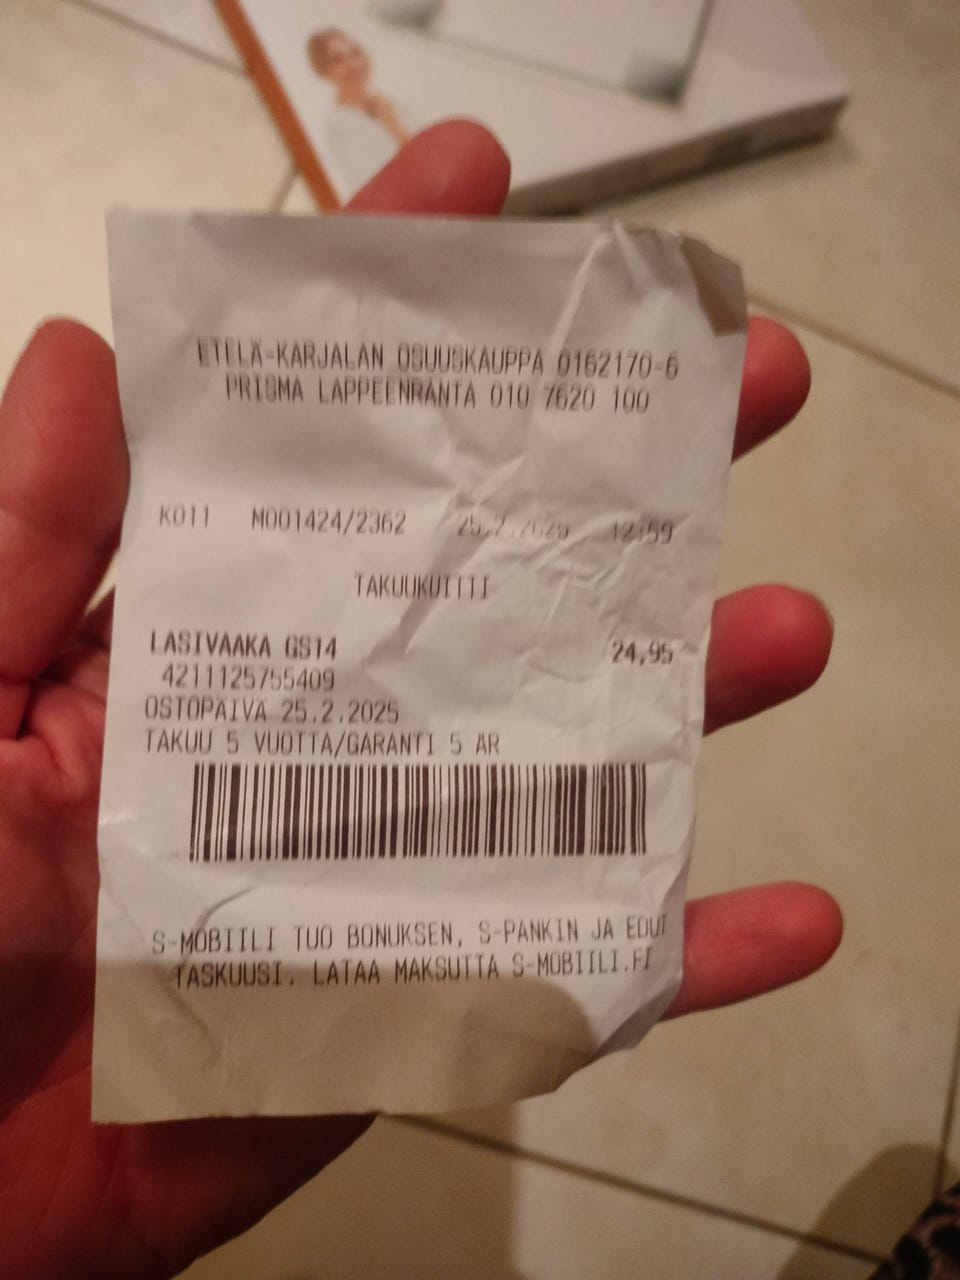 ETELÄ-KARJALAN OSUUSKAUPPA 0162170-6
PRISMA LAPPEENRANTA 010 7620 100
K011 M001424/2362 25.2.2025 12:59
TAKUUKUITTI
LASIVAAKA GS14 24,95
4211125755409
OSTOPÄIVÄ 25.2.2025
TAKUU 5 VUOTTA/GARANTI 5 ÅR
S-MOBIILI TUO BONUKSEN, S-PANKIN JA EDUT
TASKUUSI. LATAA MAKSUTTA S-MOBIILI.FI